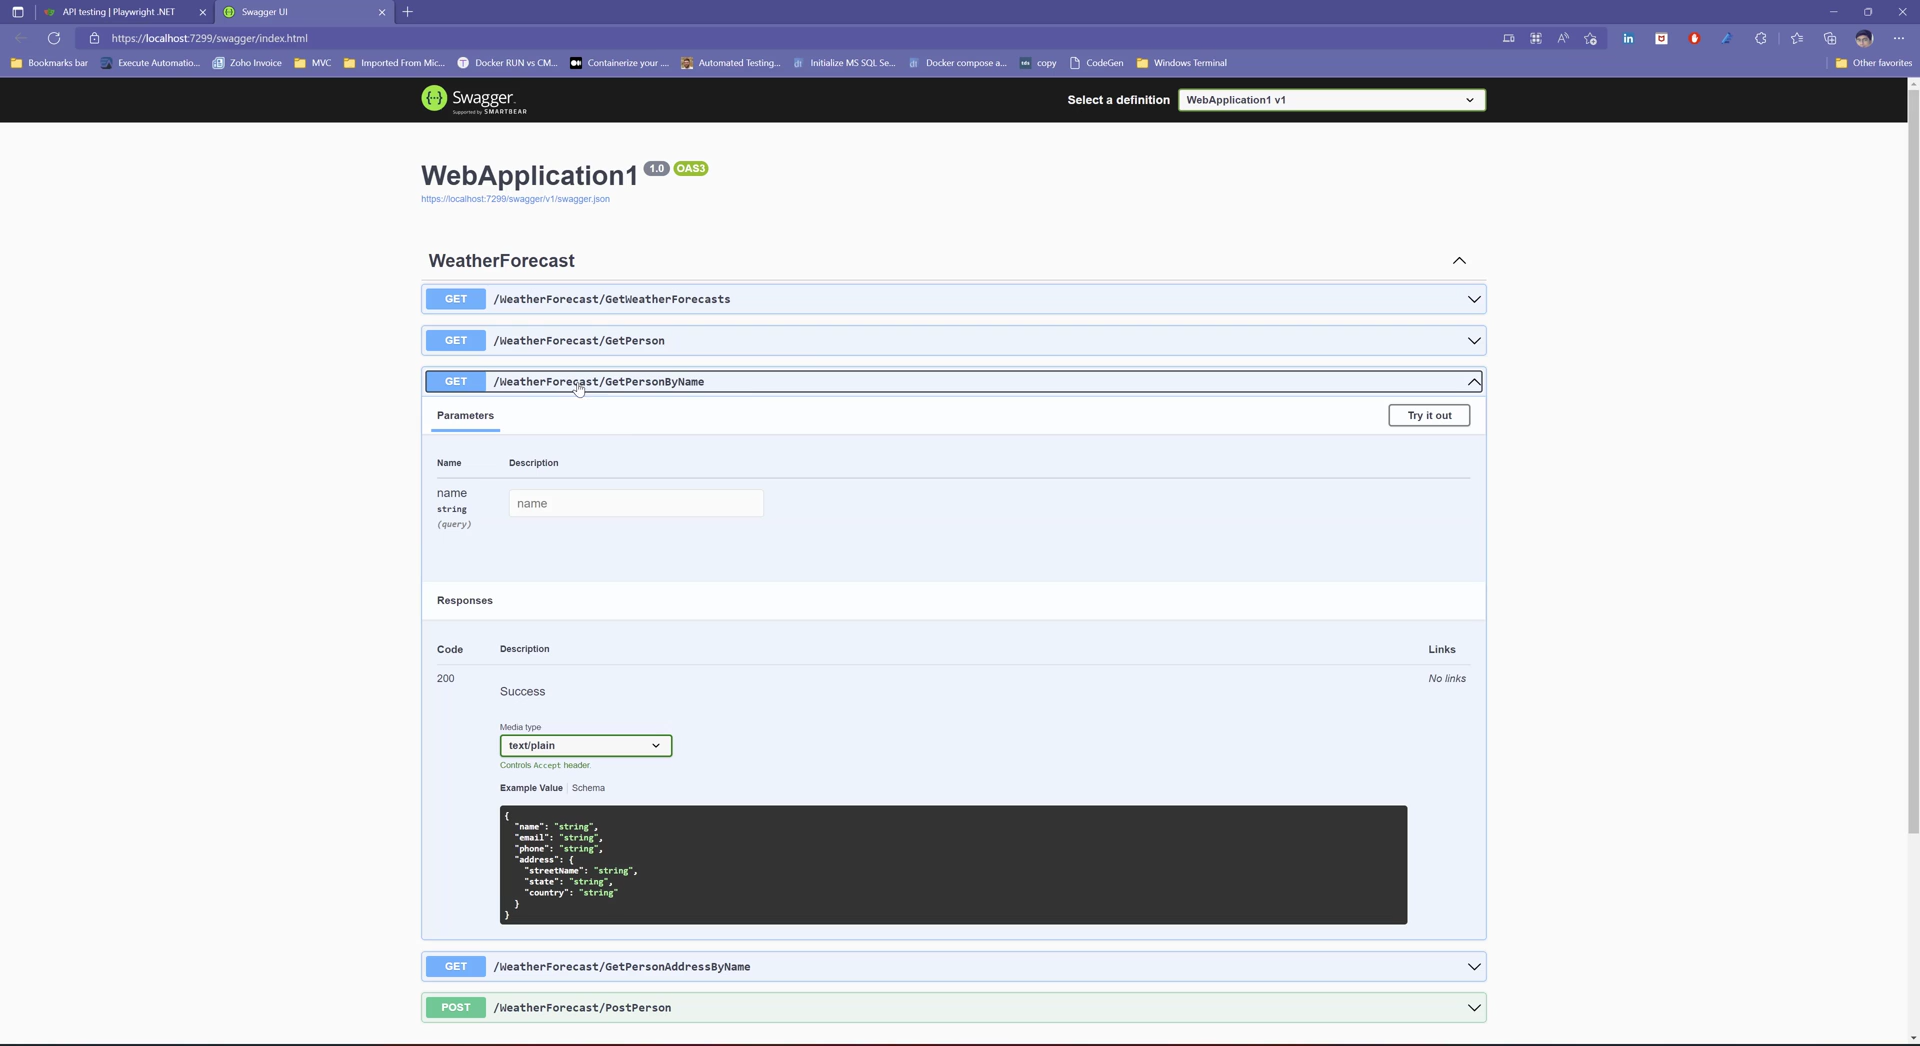 API testing | Playwright .NET
Swagger UI
https://localhost:7299/swagger/index.html
Bookmarks bar
Execute Automatio...
Zoho Invoice
MVC
Imported From Mic...
Docker RUN vs CM...
Containerize your ....
Automated Testing...
Initialize MS SQL Se...
Docker compose a...
copy
CodeGen
Windows Terminal
Other favorites
Swagger.
Supported by SMARTBEAR
Select a definition
WebApplication1 v1
WebApplication1 1.0 OAS3
https://localhost:7299/swagger/v1/swagger.json
WeatherForecast
GET /WeatherForecast/GetWeatherForecasts
GET /WeatherForecast/GetPerson
GET /WeatherForecast/GetPersonByName
Parameters
Try it out
Name Description
name
string
(query)
name
Responses
Code Description Links
200
Success
No links
Media type
text/plain
Controls Accept header.
Example Value Schema
{
"name": "string",
"email": "string",
"phone": "string",
"address": {
"streetName": "string",
"state": "string",
"country": "string"
}
}
GET /WeatherForecast/GetPersonAddressByName
POST /WeatherForecast/PostPerson